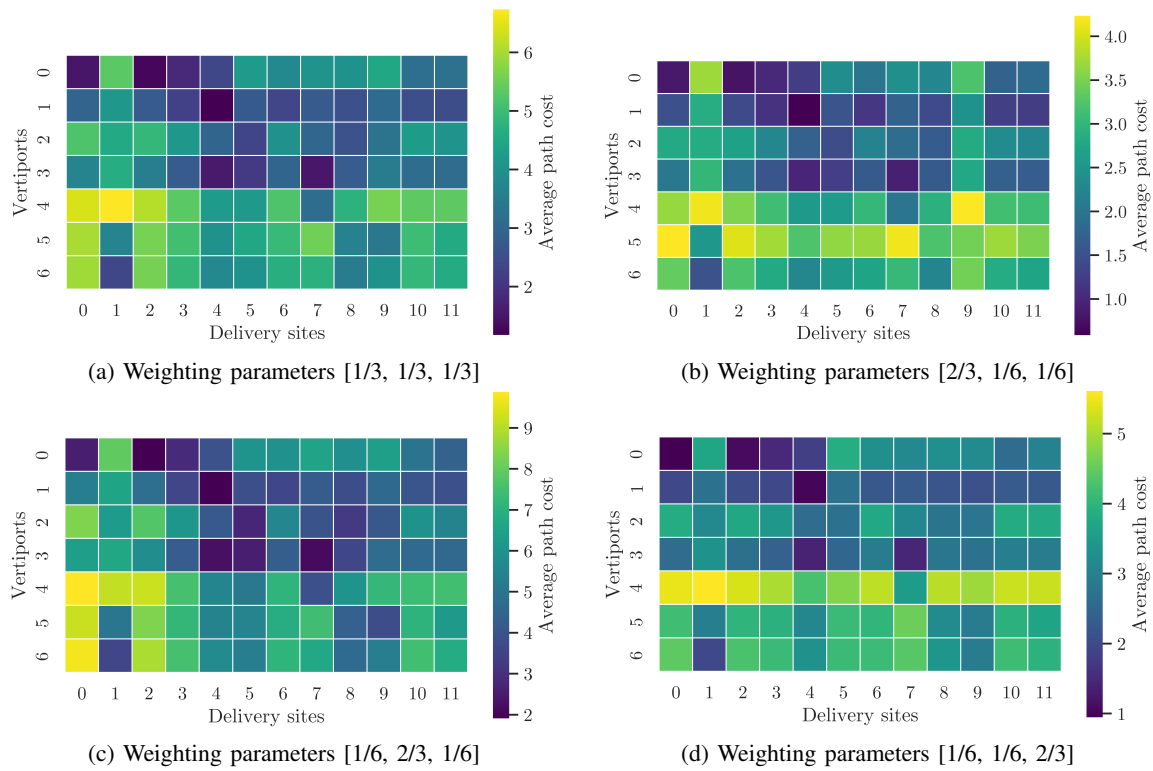 0
1
2
3
4
5
6
Vertiports
0 1 2 3 4 5 6 7 8 9 10 11
Delivery sites
6
5
4
3
2
Average path cost
(a) Weighting parameters [1/3, 1/3, 1/3]
0
1
2
3
4
5
6
Vertiports
0 1 2 3 4 5 6 7 8 9 10 11
Delivery sites
4.0
3.5
3.0
2.5
2.0
1.5
1.0
Average path cost
(b) Weighting parameters [2/3, 1/6, 1/6]
0
1
2
3
4
5
6
Vertiports
0 1 2 3 4 5 6 7 8 9 10 11
Delivery sites
9
8
7
6
5
4
3
2
Average path cost
(c) Weighting parameters [1/6, 2/3, 1/6]
0
1
2
3
4
5
6
Vertiports
0 1 2 3 4 5 6 7 8 9 10 11
Delivery sites
5
4
3
2
1
Average path cost
(d) Weighting parameters [1/6, 1/6, 2/3]